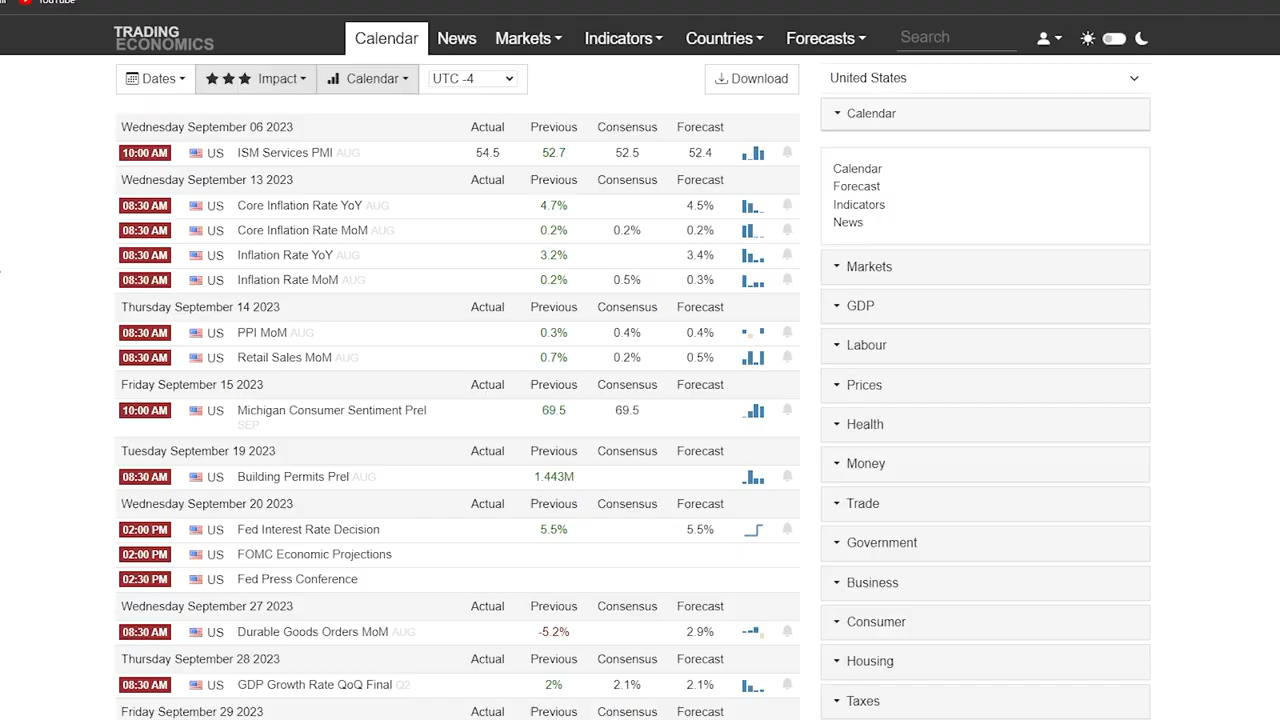 YouTube
TRADING
ECONOMICS
Calendar News Markets Indicators Countries Forecasts Search
Dates Impact Calendar UTC -4 Download
Wednesday September 06 2023 Actual Previous Consensus Forecast
10:00 AM US ISM Services PMI AUG 54.5 52.7 52.5 52.4
Wednesday September 13 2023 Actual Previous Consensus Forecast
08:30 AM US Core Inflation Rate YoY AUG 4.7% 4.5%
08:30 AM US Core Inflation Rate MoM AUG 0.2% 0.2% 0.2%
08:30 AM US Inflation Rate YoY AUG 3.2% 3.4%
08:30 AM US Inflation Rate MoM AUG 0.2% 0.5% 0.3%
Thursday September 14 2023 Actual Previous Consensus Forecast
08:30 AM US PPI MoM AUG 0.3% 0.4% 0.4%
08:30 AM US Retail Sales MoM AUG 0.7% 0.2% 0.5%
Friday September 15 2023 Actual Previous Consensus Forecast
10:00 AM US Michigan Consumer Sentiment Prel 69.5 69.5
SEP
Tuesday September 19 2023 Actual Previous Consensus Forecast
08:30 AM US Building Permits Prel AUG 1.443M
Wednesday September 20 2023 Actual Previous Consensus Forecast
02:00 PM US Fed Interest Rate Decision 5.5% 5.5%
02:00 PM US FOMC Economic Projections
02:30 PM US Fed Press Conference
Wednesday September 27 2023 Actual Previous Consensus Forecast
08:30 AM US Durable Goods Orders MoM AUG -5.2% 2.9%
Thursday September 28 2023 Actual Previous Consensus Forecast
08:30 AM US GDP Growth Rate QoQ Final Q2 2% 2.1% 2.1%
Friday September 29 2023 Actual Previous Consensus Forecast
United States
Calendar
Calendar
Forecast
Indicators
News
Markets
GDP
Labour
Prices
Health
Money
Trade
Government
Business
Consumer
Housing
Taxes